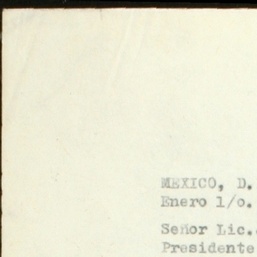 MEXICO, D.
Enero 1/o.
Señor Lic.
Presidente